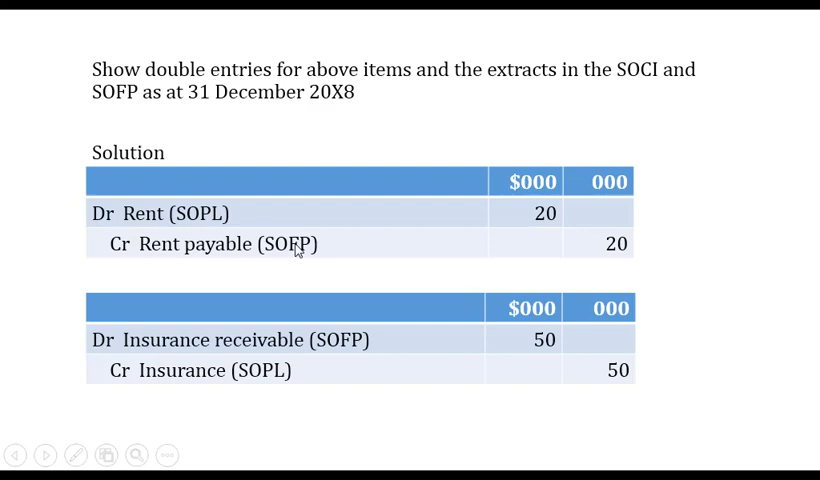 Show double entries for above items and the extracts in the SOCI and
SOFP as at 31 December 20X8
Solution
$000 000
Dr Rent (SOPL) 20
Cr Rent payable (SOFP) 20
$000 000
Dr Insurance receivable (SOFP) 50
Cr Insurance (SOPL) 50